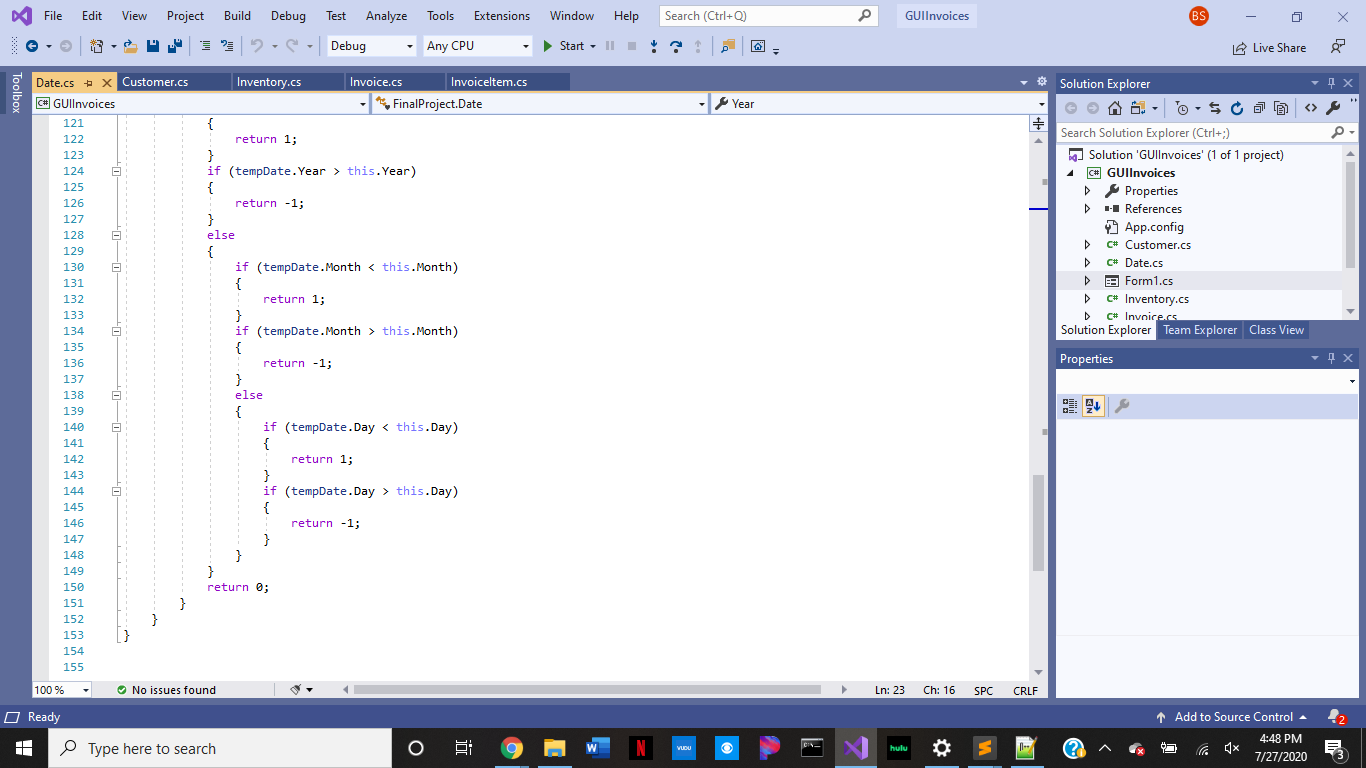 File Edit View Project Build Debug Test Analyze Tools Extensions Window Help Search (Ctrl+Q) GUIInvoices BS
Debug Any CPU Start Live Share
Toolbox
Date.cs Customer.cs Inventory.cs Invoice.cs InvoiceItem.cs
C# GUIInvoices FinalProject.Date Year
121 {
122 return 1;
123 }
124 if (tempDate.Year > this.Year)
125 {
126 return -1;
127 }
128 else
129 {
130 if (tempDate.Month < this.Month)
131 {
132 return 1;
133 }
134 if (tempDate.Month > this.Month)
135 {
136 return -1;
137 }
138 else
139 {
140 if (tempDate.Day < this.Day)
141 {
142 return 1;
143 }
144 if (tempDate.Day > this.Day)
145 {
146 return -1;
147 }
148 }
149 }
150 return 0;
151 }
152 }
153 }
154
155
100 % No issues found Ln: 23 Ch: 16 SPC CRLF
Solution Explorer
Search Solution Explorer (Ctrl+;)
Solution 'GUIInvoices' (1 of 1 project)
C# GUIInvoices
Properties
References
App.config
C# Customer.cs
C# Date.cs
Form1.cs
C# Inventory.cs
C# Invoice.cs
Solution Explorer Team Explorer Class View
Properties
A
Z
Ready Add to Source Control 2
Type here to search W N VUDU hulu S ? 4:48 PM
7/27/2020 3